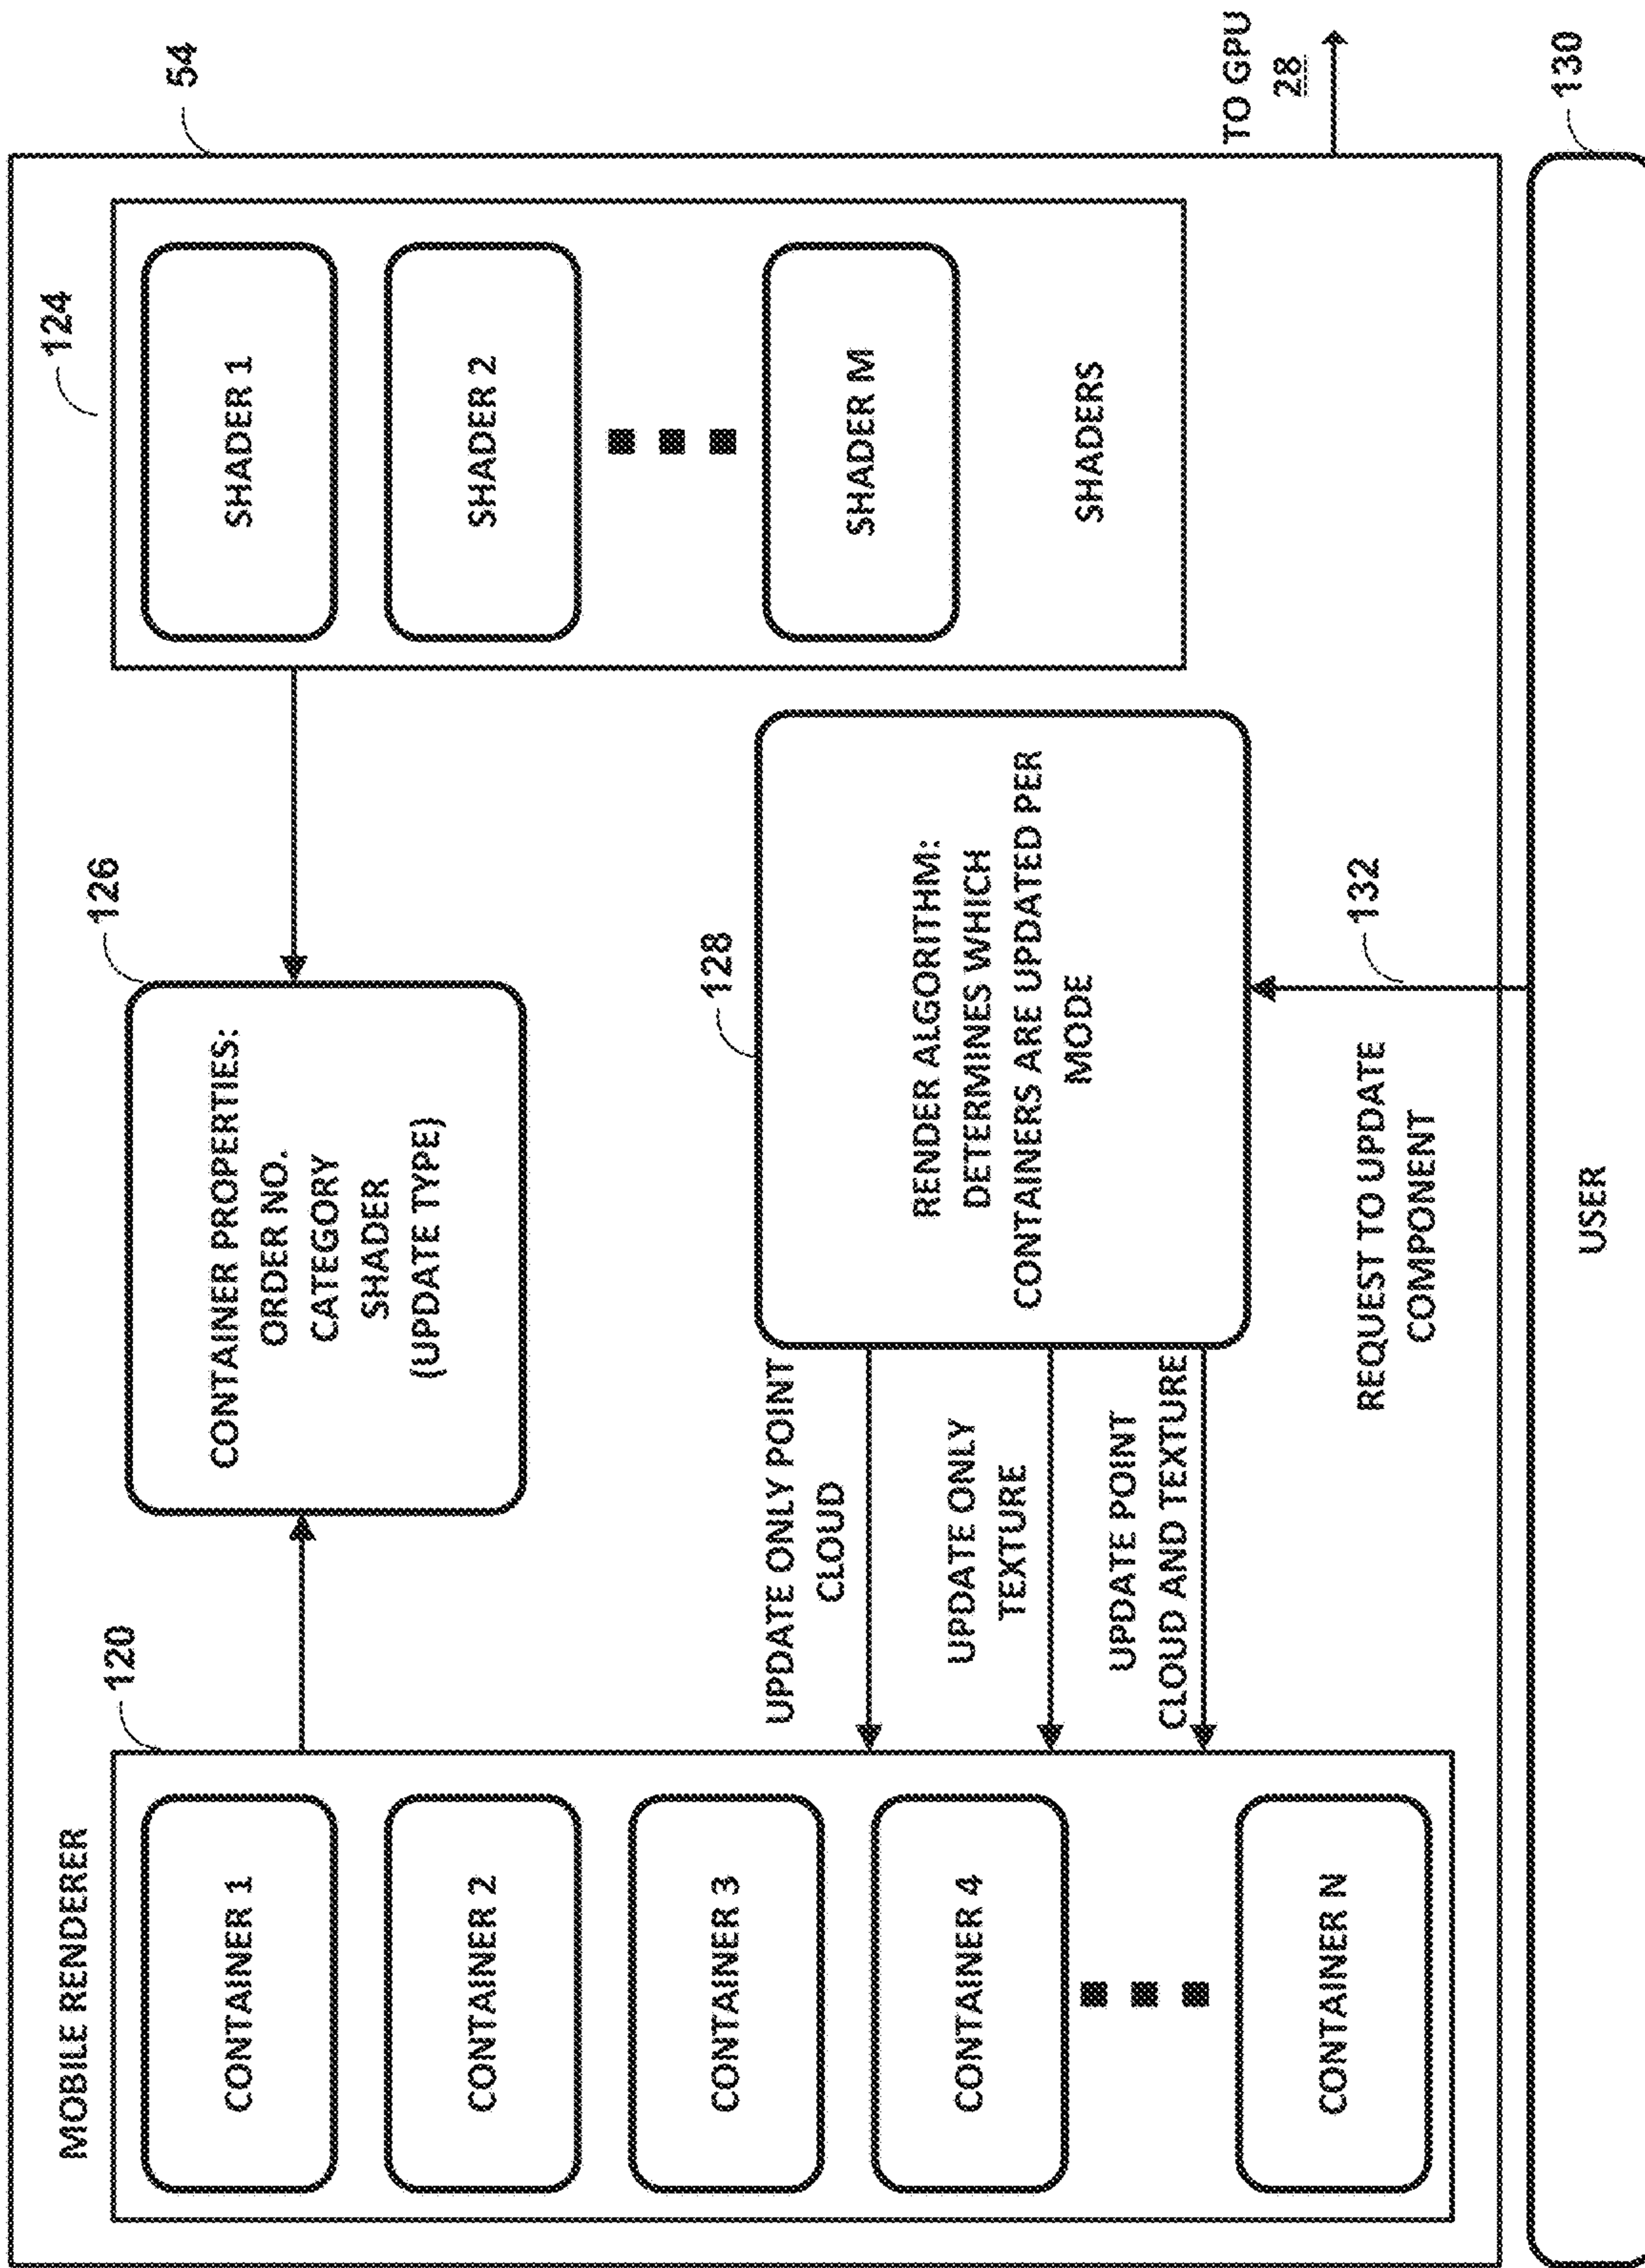 MOBILE RENDERER
54
120
CONTAINER 1
CONTAINER 2
CONTAINER 3
CONTAINER 4
CONTAINER N
126
CONTAINER PROPERTIES:
ORDER NO.
CATEGORY
SHADER
(UPDATE TYPE)
124
SHADER 1
SHADER 2
SHADER M
SHADERS
UPDATE ONLY POINT
CLOUD
UPDATE ONLY
TEXTURE
UPDATE POINT
CLOUD AND TEXTURE
128
RENDER ALGORITHM:
DETERMINES WHICH
CONTAINERS ARE UPDATED PER
MODE
TO GPU
28
REQUEST TO UPDATE
COMPONENT
132
USER
130